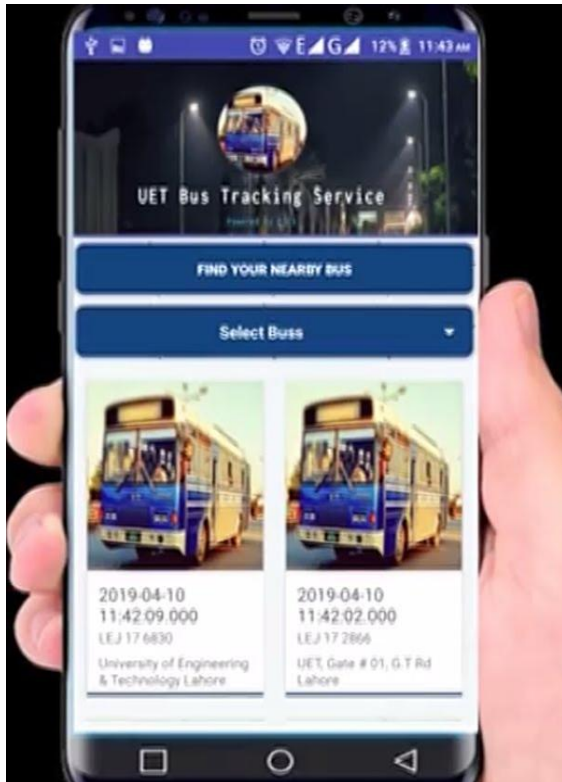 E G 12% 11:43 AM
UET Bus Tracking Service
FIND YOUR NEARBY BUS
Select Buss
2019-04-10
11:42:09.000
LEJ 17 6830
University of Engineering
& Technology Lahore
2019-04-10
11:42:02.000
LEJ 17 2866
UET, Gate # 01, G.T Rd
Lahore